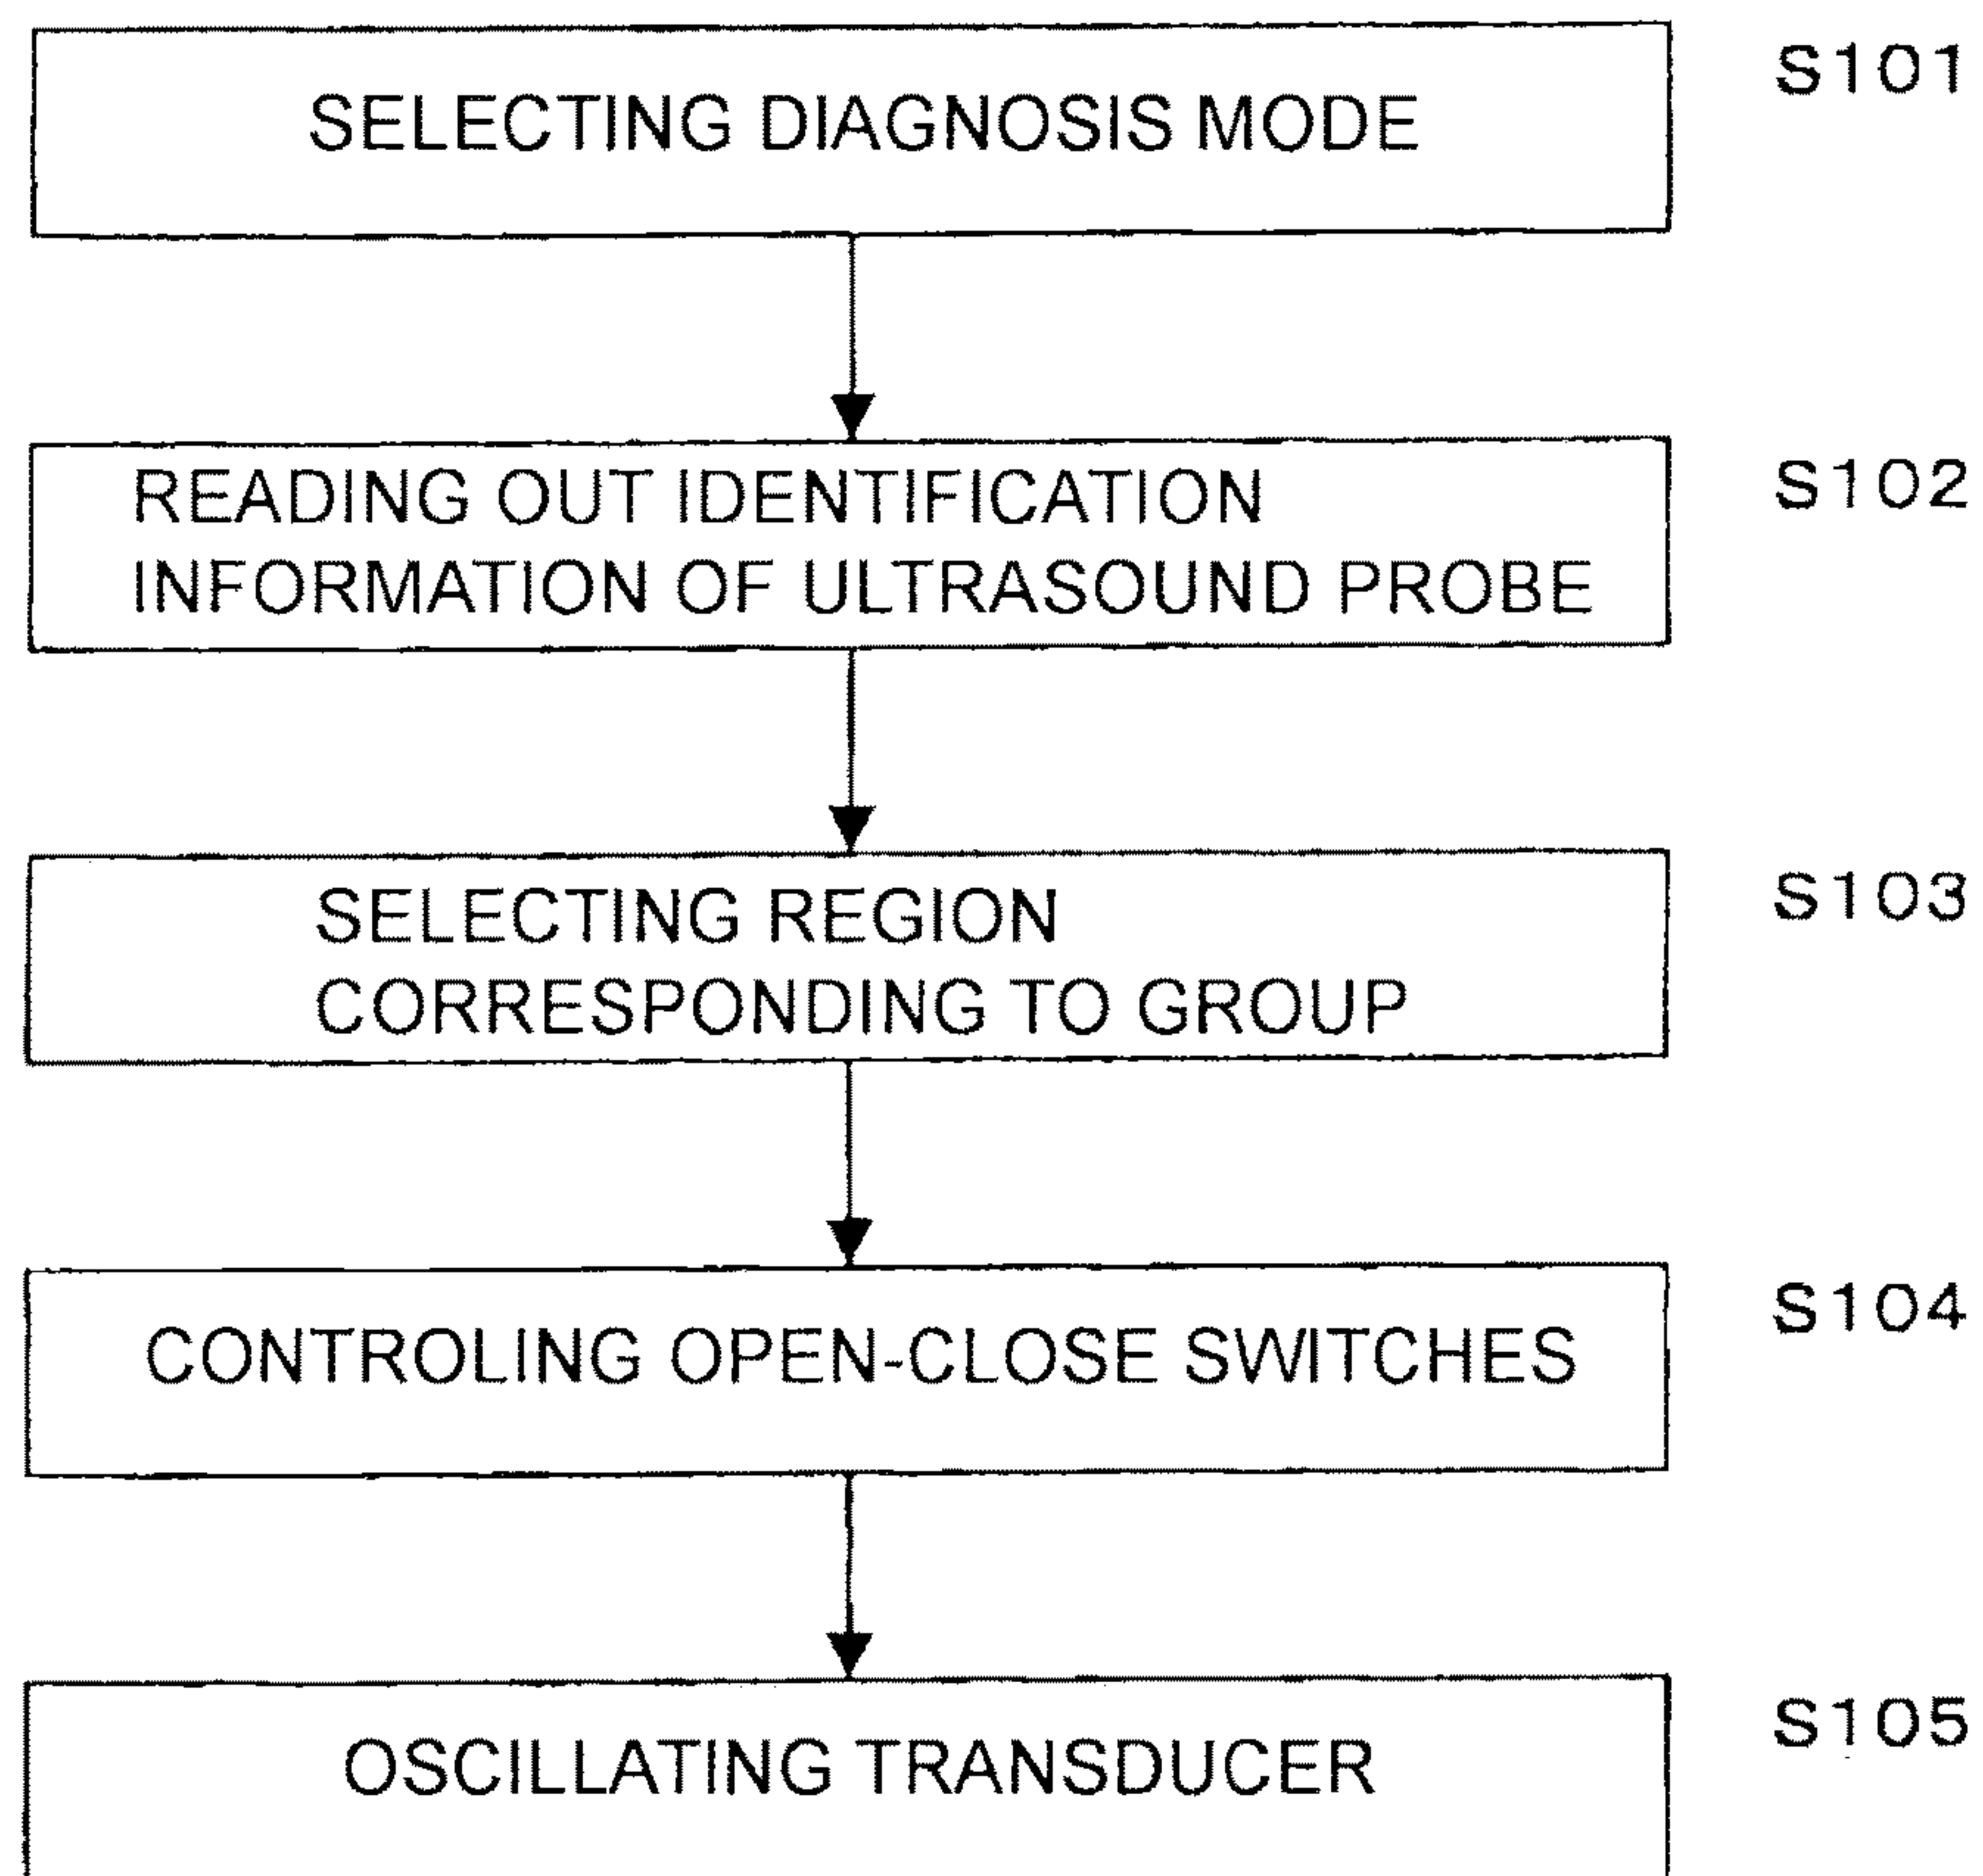 SELECTING DIAGNOSIS MODE
S101
READING OUT IDENTIFICATION
INFORMATION OF ULTRASOUND PROBE
S102
SELECTING REGION
CORRESPONDING TO GROUP
S103
CONTROLING OPEN-CLOSE SWITCHES
S104
OSCILLATING TRANSDUCER
S105